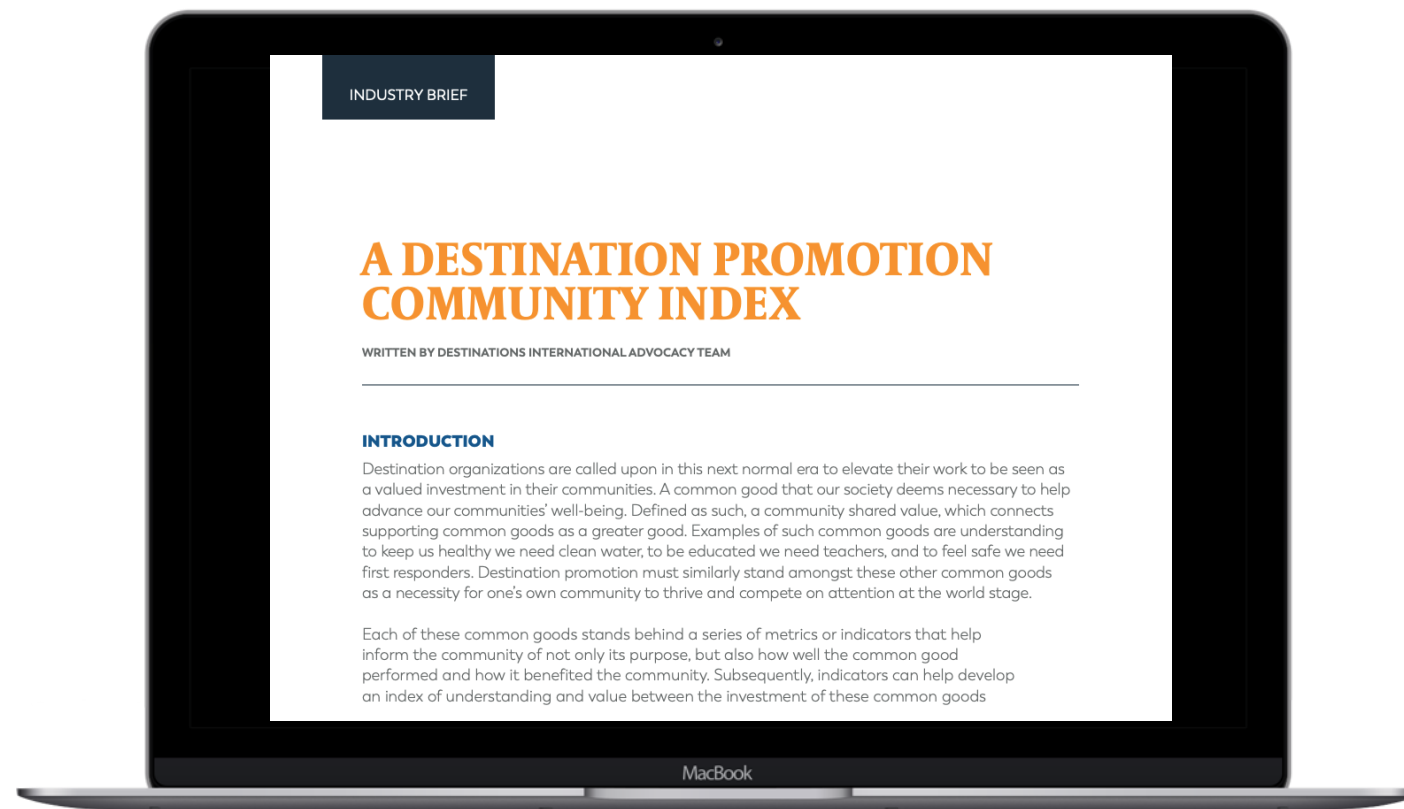 INDUSTRY BRIEF
A DESTINATION PROMOTION
COMMUNITY INDEX
WRITTEN BY DESTINATIONS INTERNATIONAL ADVOCACY TEAM
INTRODUCTION
Destination organizations are called upon in this next normal era to elevate their work to be seen as
a valued investment in their communities. A common good that our society deems necessary to help
advance our communities' well-being. Defined as such, a community shared value, which connects
supporting common goods as a greater good. Examples of such common goods are understanding
to keep us healthy we need clean water, to be educated we need teachers, and to feel safe we need
first responders. Destination promotion must similarly stand amongst these other common goods
as a necessity for one's own community to thrive and compete on attention at the world stage.
Each of these common goods stands behind a series of metrics or indicators that help
inform the community of not only its purpose, but also how well the common good
performed and how it benefited the community. Subsequently, indicators can help develop
an index of understanding and value between the investment of these common goods
MacBook